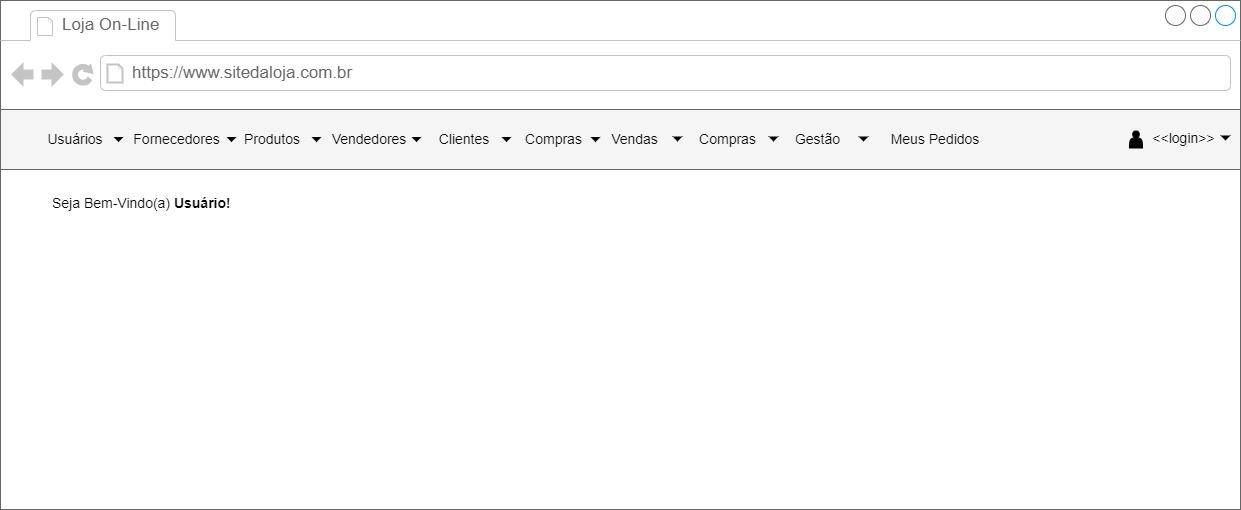 Loja On-Line
https://www.sitedaloja.com.br
Usuários Fornecedores Produtos Vendedores Clientes Compras Vendas Compras Gestão Meus Pedidos <<login>>
Seja Bem-Vindo(a) Usuário!